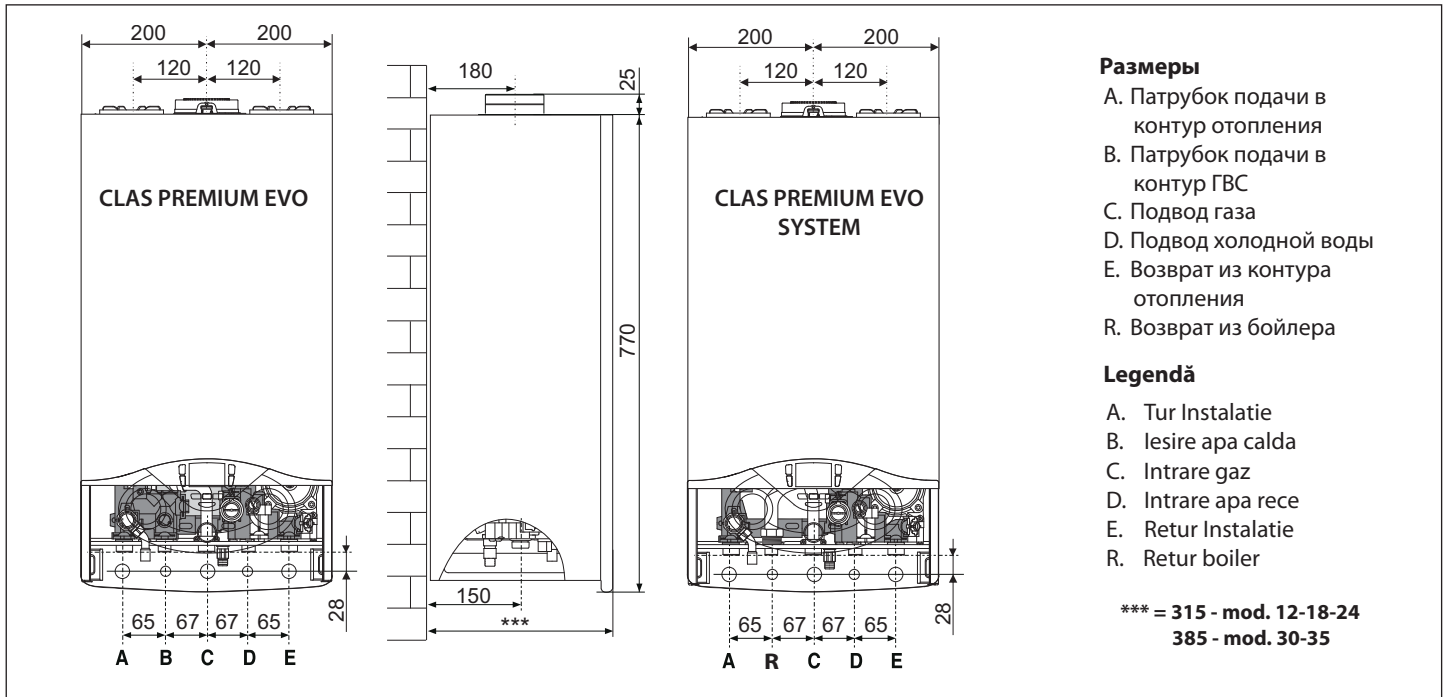 200
200
120
120
CLAS PREMIUM EVO
28
65
67
67
65
A
B
C
D
E
180
25
770
150
***
200
200
120
120
CLAS PREMIUM EVO
SYSTEM
28
65
67
67
65
A
R
C
D
E
Размеры
A. Патрубок подачи в
контур отопления
B. Патрубок подачи в
контур ГВС
C. Подвод газа
D. Подвод холодной воды
E. Возврат из контура
отопления
R. Возврат из бойлера
Legendă
A. Tur Instalatie
B. Iesire apa calda
C. Intrare gaz
D. Intrare apa rece
E. Retur Instalatie
R. Retur boiler
*** = 315 - mod. 12-18-24
385 - mod. 30-35